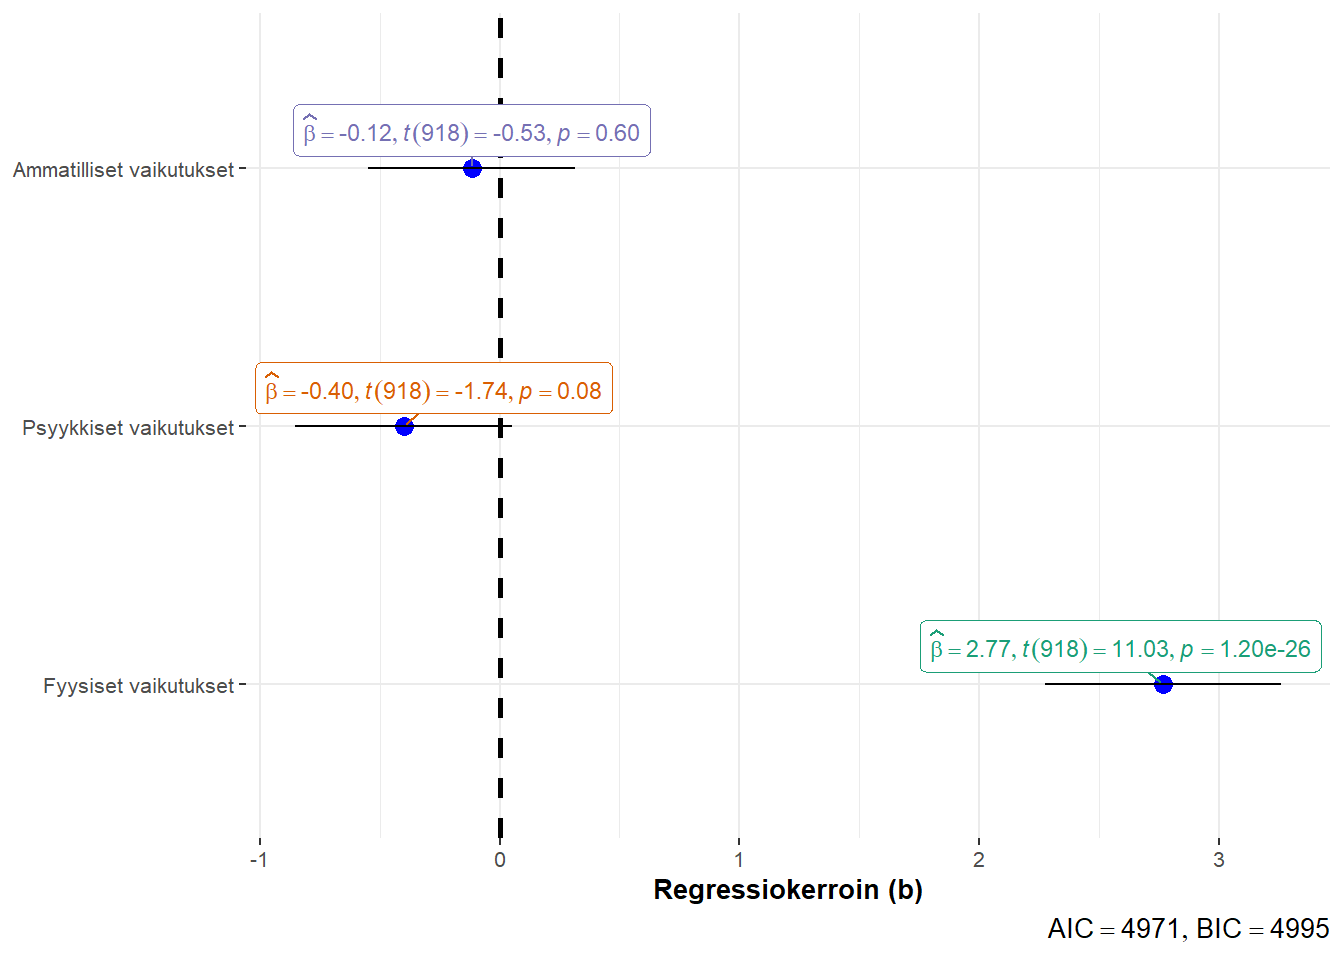 β̂ = -0.12, t(918) = -0.53, p = 0.60
Ammatilliset vaikutukset
β̂ = -0.40, t(918) = -1.74, p = 0.08
Psyykkiset vaikutukset
β̂ = 2.77, t(918) = 11.03, p = 1.20e-26
Fyysiset vaikutukset
-1 0 1 2 3
Regressiokerroin (b)
AIC = 4971, BIC = 4995